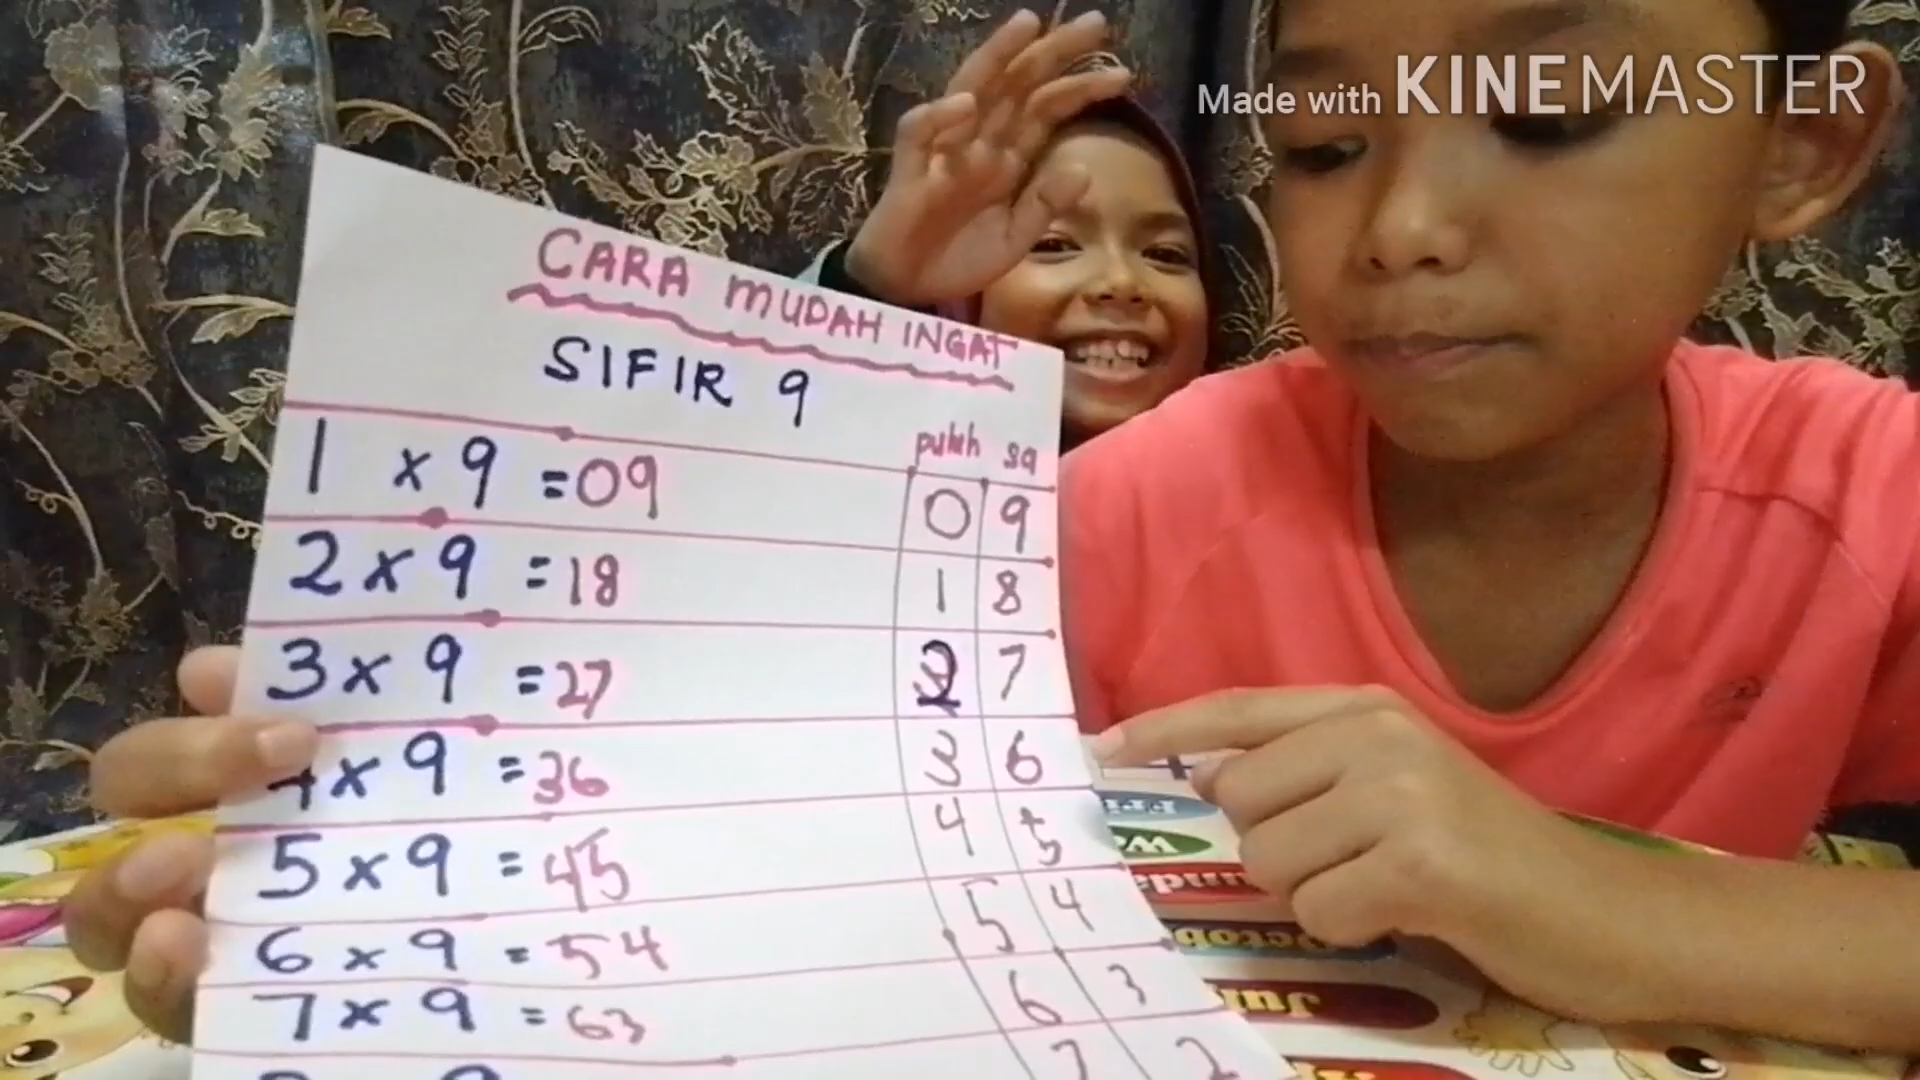 Made with KINEMASTER
CARA MUDAH INGAT
SIFIR 9
puluh sa
1 x 9 = 09 0 9
2 x 9 = 18 1 8
3 x 9 = 27 2 7
4 x 9 = 36 3 6
5 x 9 = 45 4 5
6 x 9 = 54 5 4
7 x 9 = 63 6 3
7 2